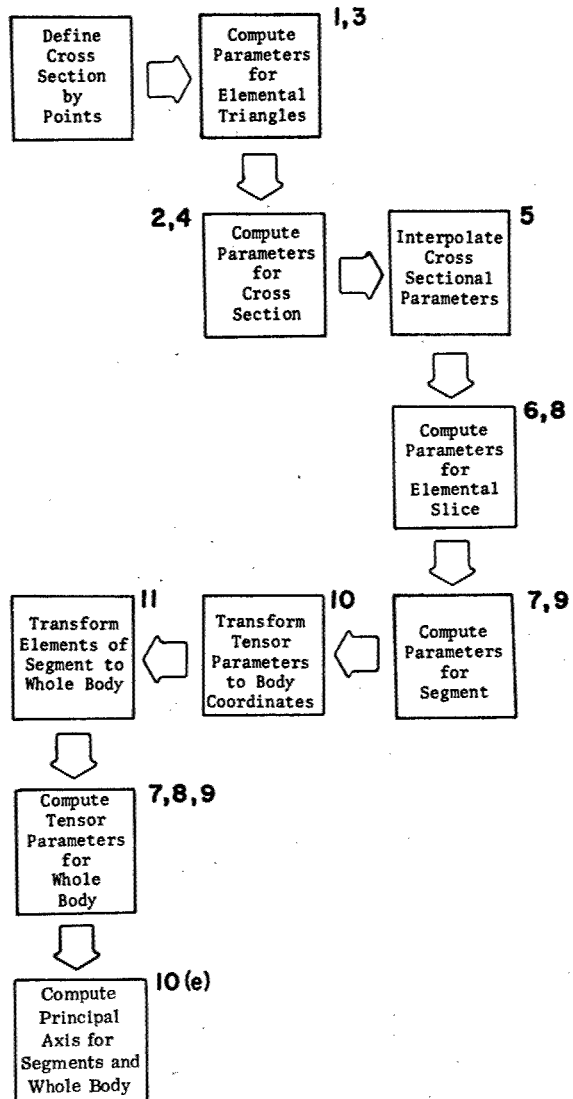 Define
Cross
Section
by
Points
1,3
Compute
Parameters
for
Elemental
Triangles
2,4
Compute
Parameters
for
Cross
Section
5
Interpolate
Cross
Sectional
Parameters
6,8
Compute
Parameters
for
Elemental
Slice
7,9
Compute
Parameters
for
Segment
10
Transform
Tensor
Parameters
to Body
Coordinates
11
Transform
Elements of
Segment to
Whole Body
7,8,9
Compute
Tensor
Parameters
for
Whole
Body
10(e)
Compute
Principal
Axis for
Segments and
Whole Body